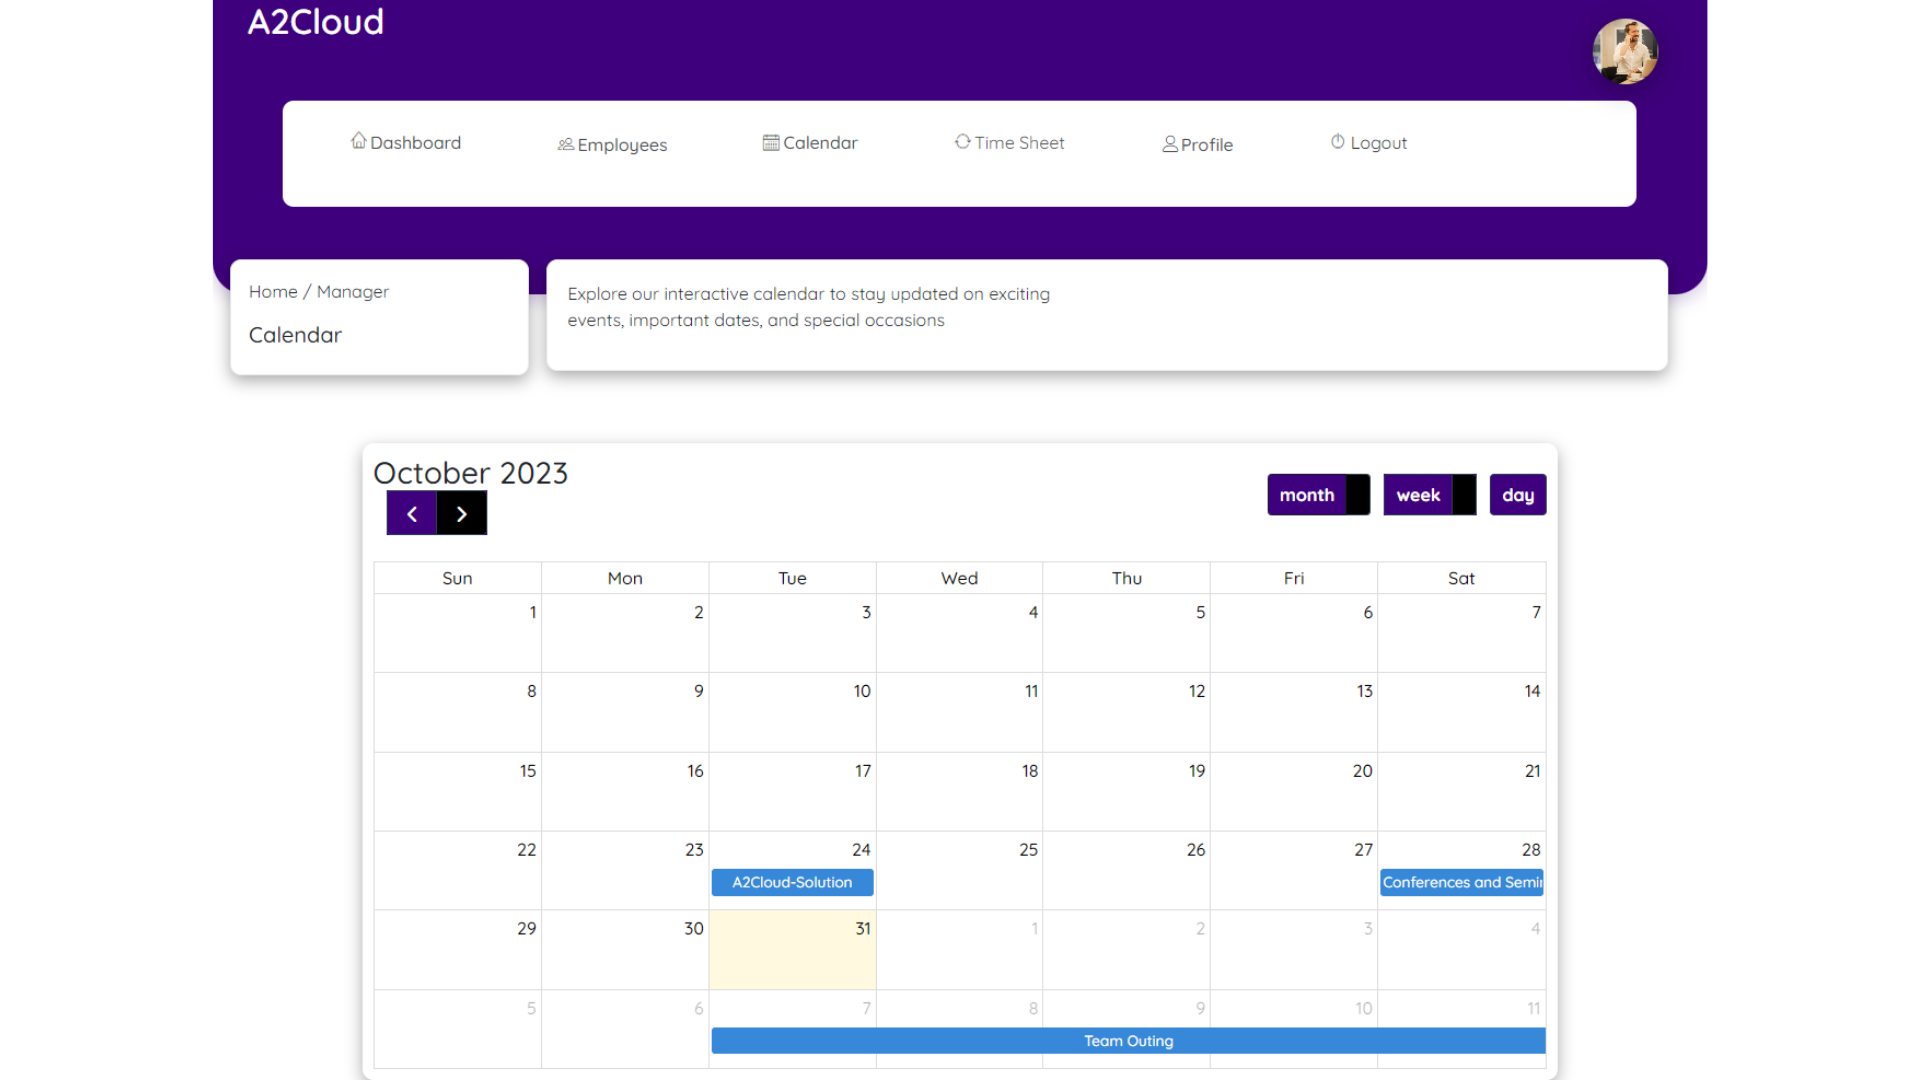 A2Cloud
Dashboard Employees Calendar Time Sheet Profile Logout
Home / Manager
Calendar
Explore our interactive calendar to stay updated on exciting
events, important dates, and special occasions
October 2023
month week day
Sun Mon Tue Wed Thu Fri Sat
1 2 3 4 5 6 7
8 9 10 11 12 13 14
15 16 17 18 19 20 21
22 23 24 25 26 27 28
A2Cloud-Solution Conferences and Semi
29 30 31 1 2 3 4
5 6 7 8 9 10 11
Team Outing